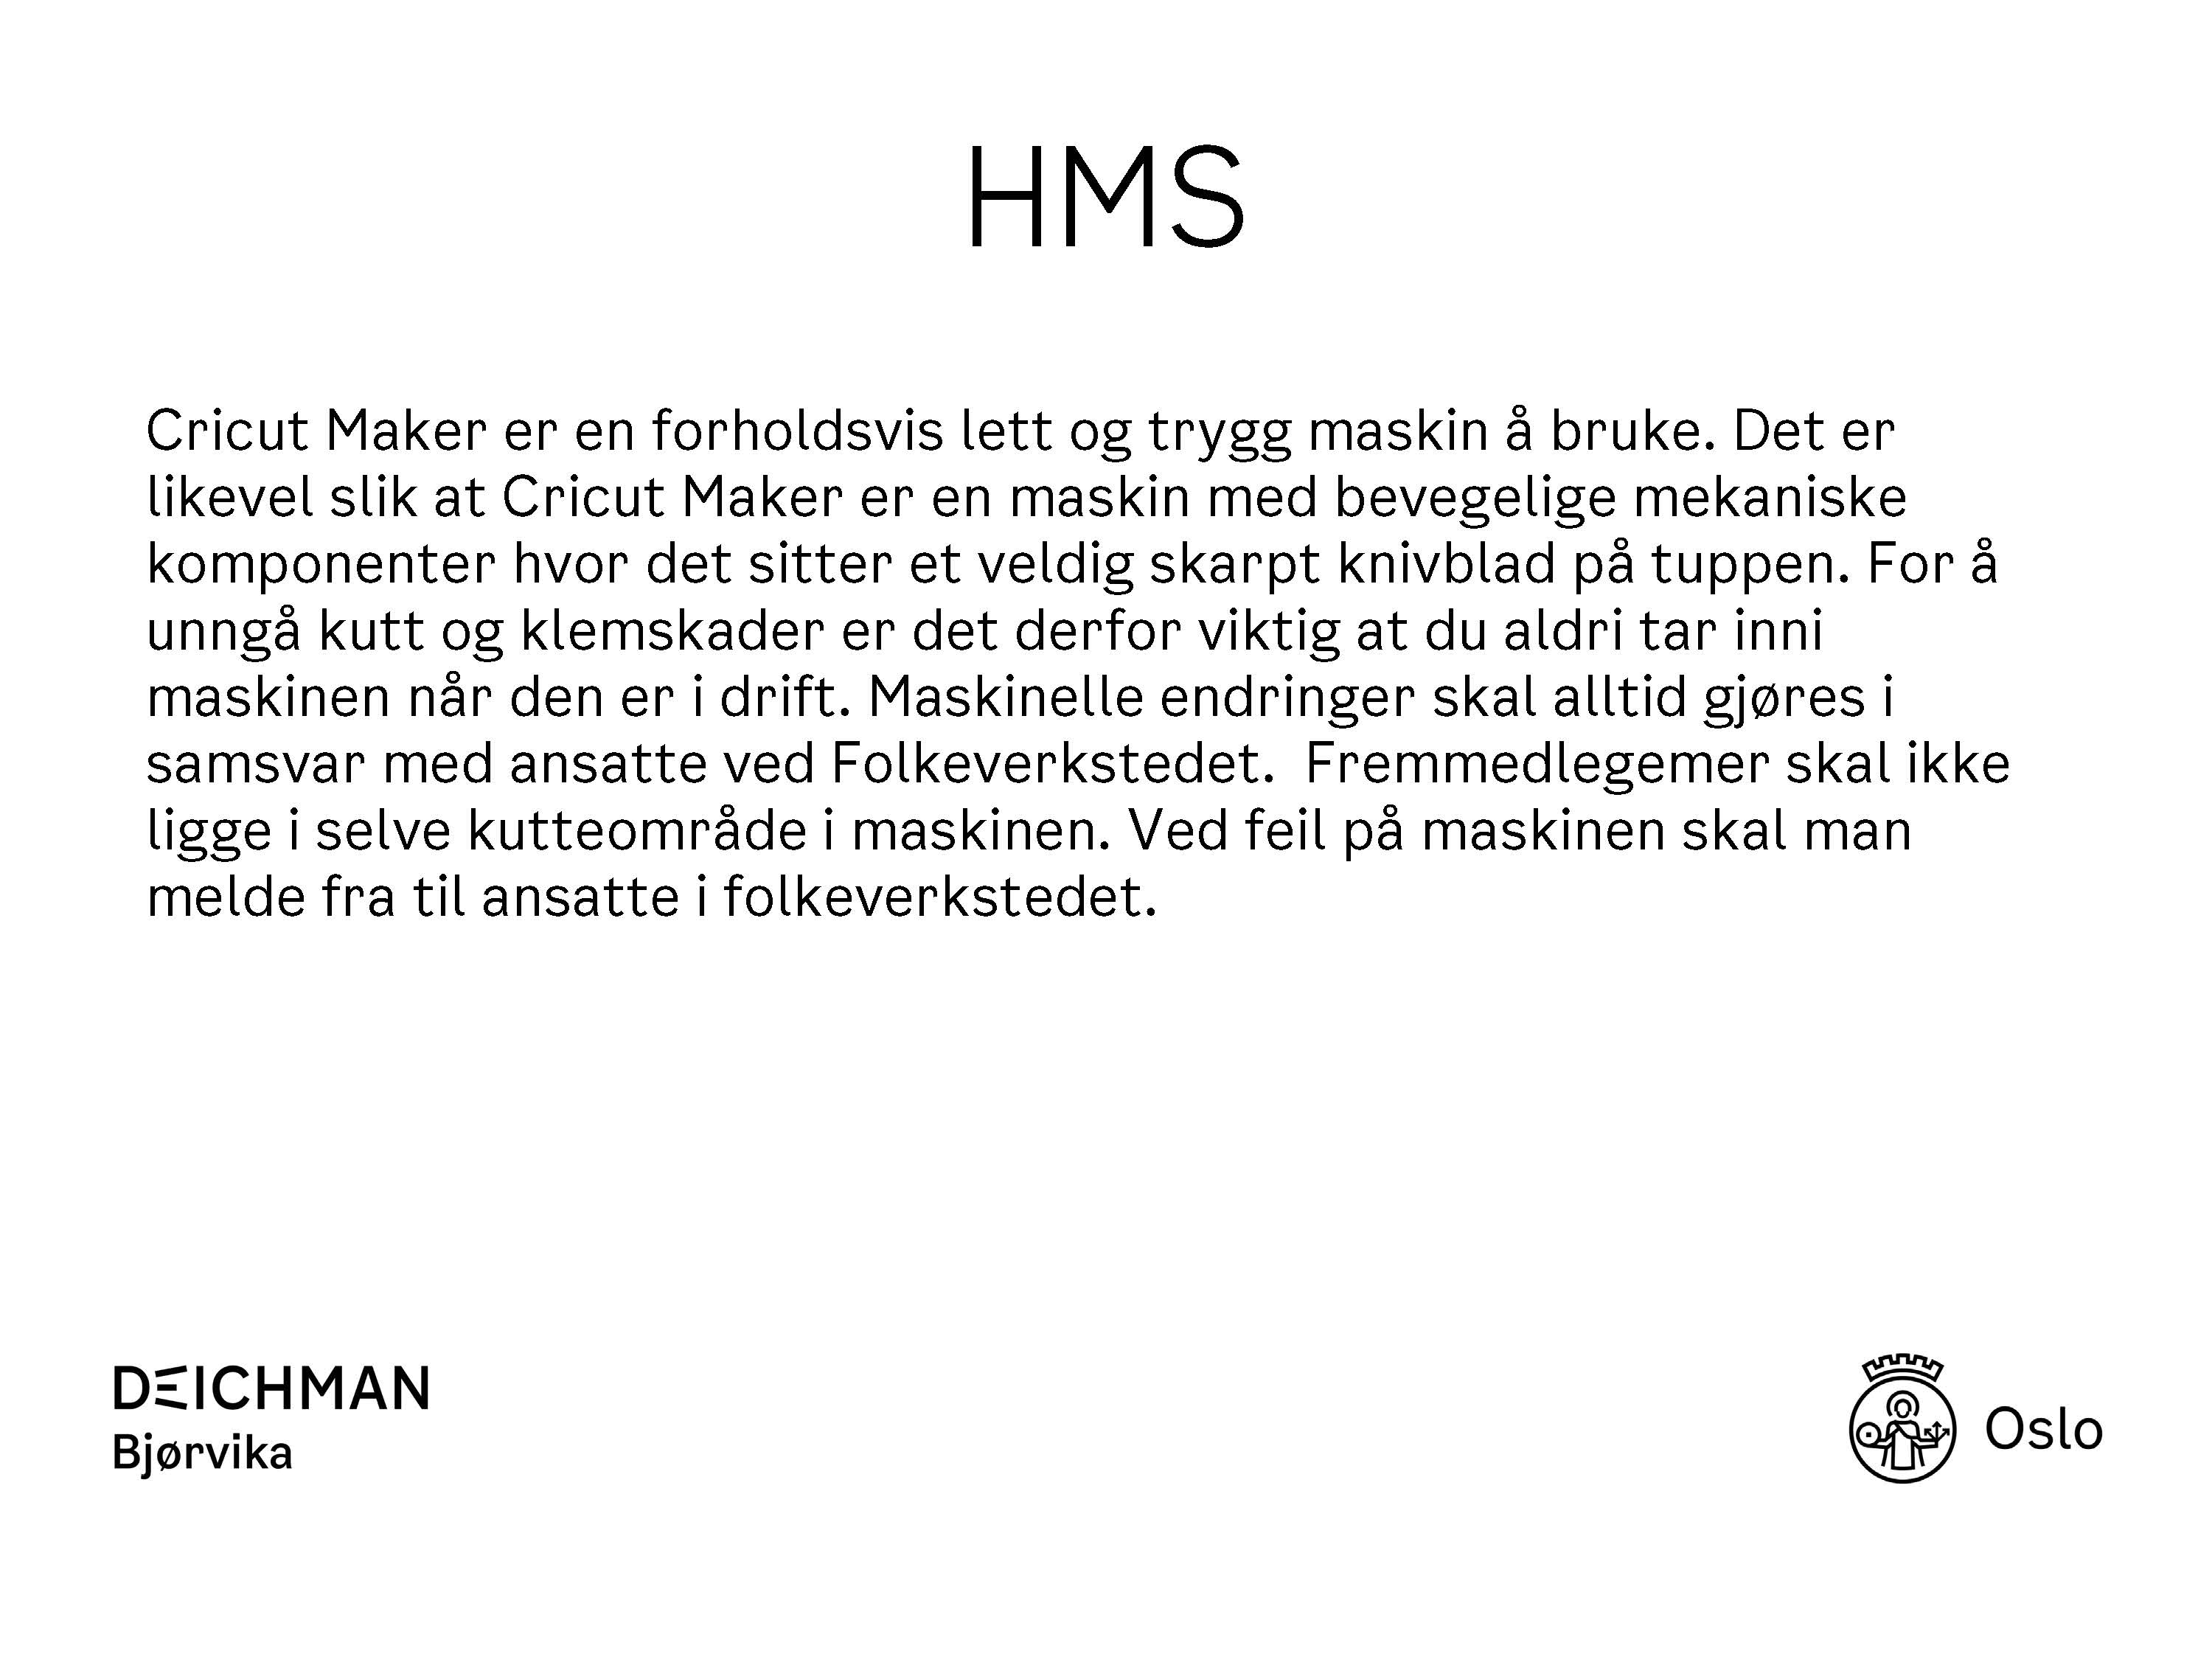 HMS
Cricut Maker er en forholdsvis lett og trygg maskin å bruke. Det er
likevel slik at Cricut Maker er en maskin med bevegelige mekaniske
komponenter hvor det sitter et veldig skarpt knivblad på tuppen. For å
unngå kutt og klemskader er det derfor viktig at du aldri tar inni
maskinen når den er i drift. Maskinelle endringer skal alltid gjøres i
samsvar med ansatte ved Folkeverkstedet.  Fremmedlegemer skal ikke
ligge i selve kutteområde i maskinen. Ved feil på maskinen skal man
melde fra til ansatte i folkeverkstedet.
DEICHMAN
Bjørvika
Oslo